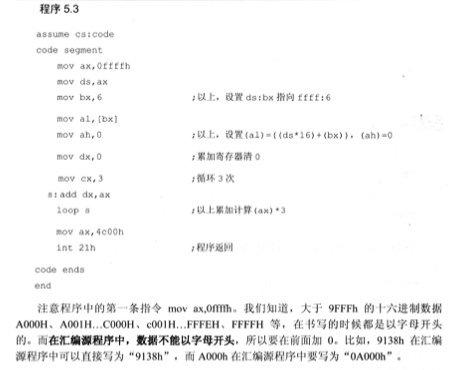 程序 5.3
assume cs:code
code segment
mov ax,0ffffh
mov ds,ax
mov bx,6 ;以上,设置 ds:bx 指向 ffff:6
mov al,[bx]
mov ah,0 ;以上,设置(al)=((ds*16)+(bx)),(ah)=0
mov dx,0 ;累加寄存器清 0
mov cx,3 ;循环 3 次
s:add dx,ax
loop s ;以上累加计算(ax)*3
mov ax,4c00h
int 21h ;程序返回
code ends
end
注意程序中的第一条指令 mov ax,0ffffh。我们知道，大于 9FFFh 的十六进制数据
A000H、A001H…C000H、c001H…FFFEH、FFFFH 等，在书写的时候都是以字母开头
的。而在汇编源程序中，数据不能以字母开头，所以要在前面加 0。比如，9138h 在汇编
源程序中可以直接写为“9138h”，而 A000h 在汇编源程序中要写为“0A000h”。